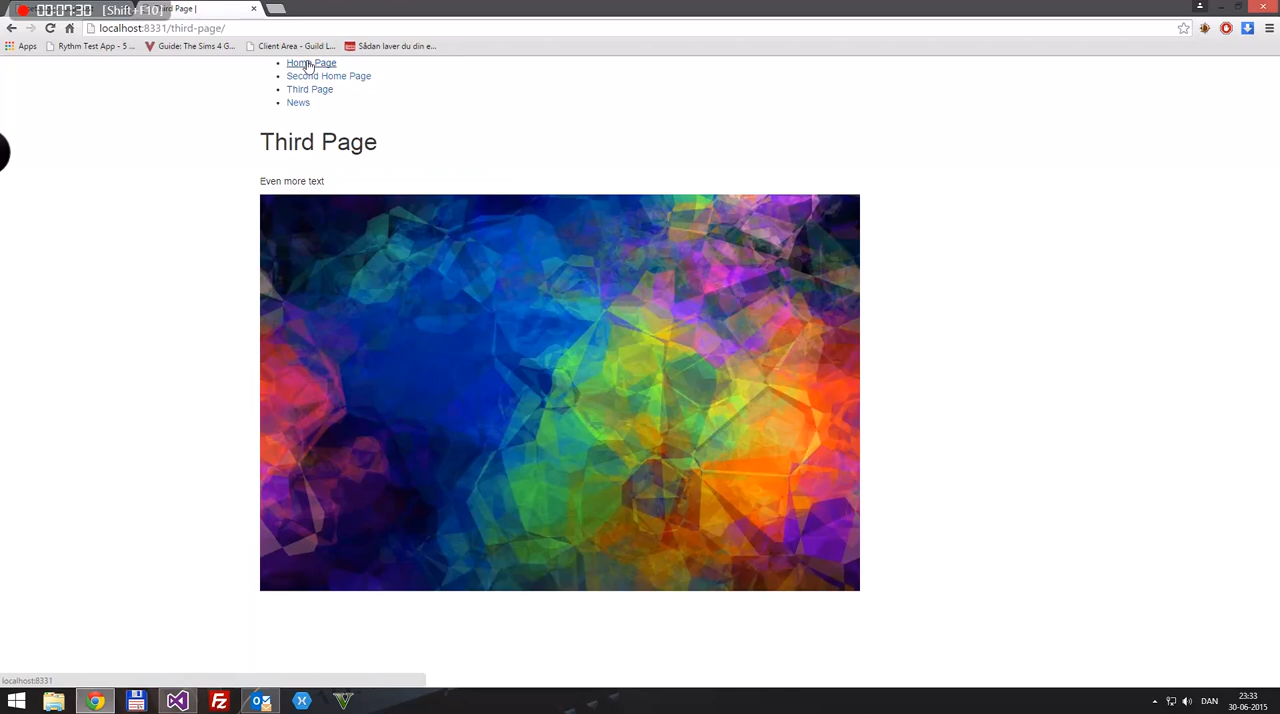 00:07:30 [Shift+F10]
Third Page |
localhost:8331/third-page/
Apps
Rythm Test App - 5 ...
Guide: The Sims 4 G...
Client Area - Guild L...
Sådan laver du din e...
Home Page
Second Home Page
Third Page
News
Third Page
Even more text
localhost:8331
DAN
23:33
30-06-2015